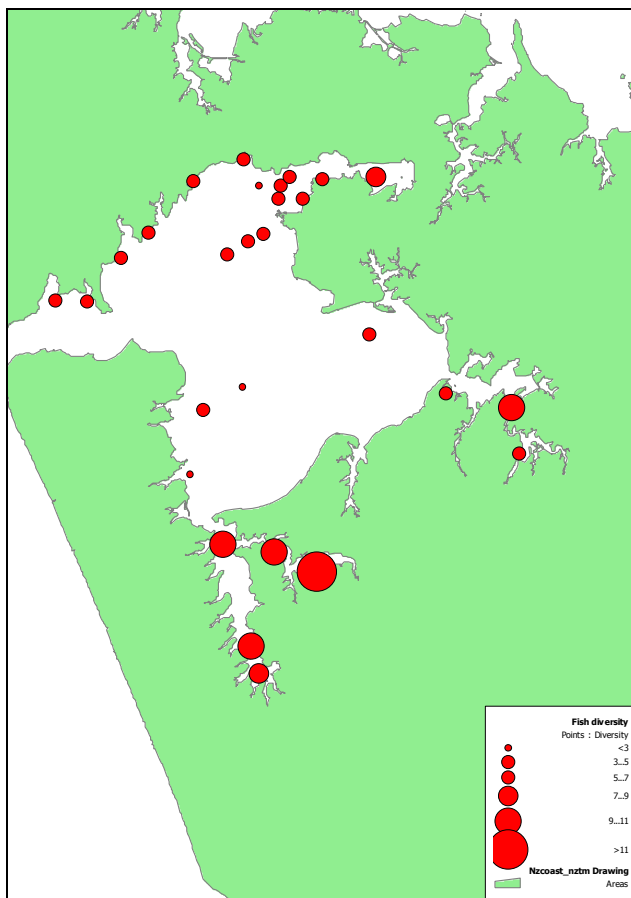 Fish diversity
Points : Diversity
<3
3...5
5...7
7...9
9...11
>11
Nzcoast_nztm Drawing
Areas